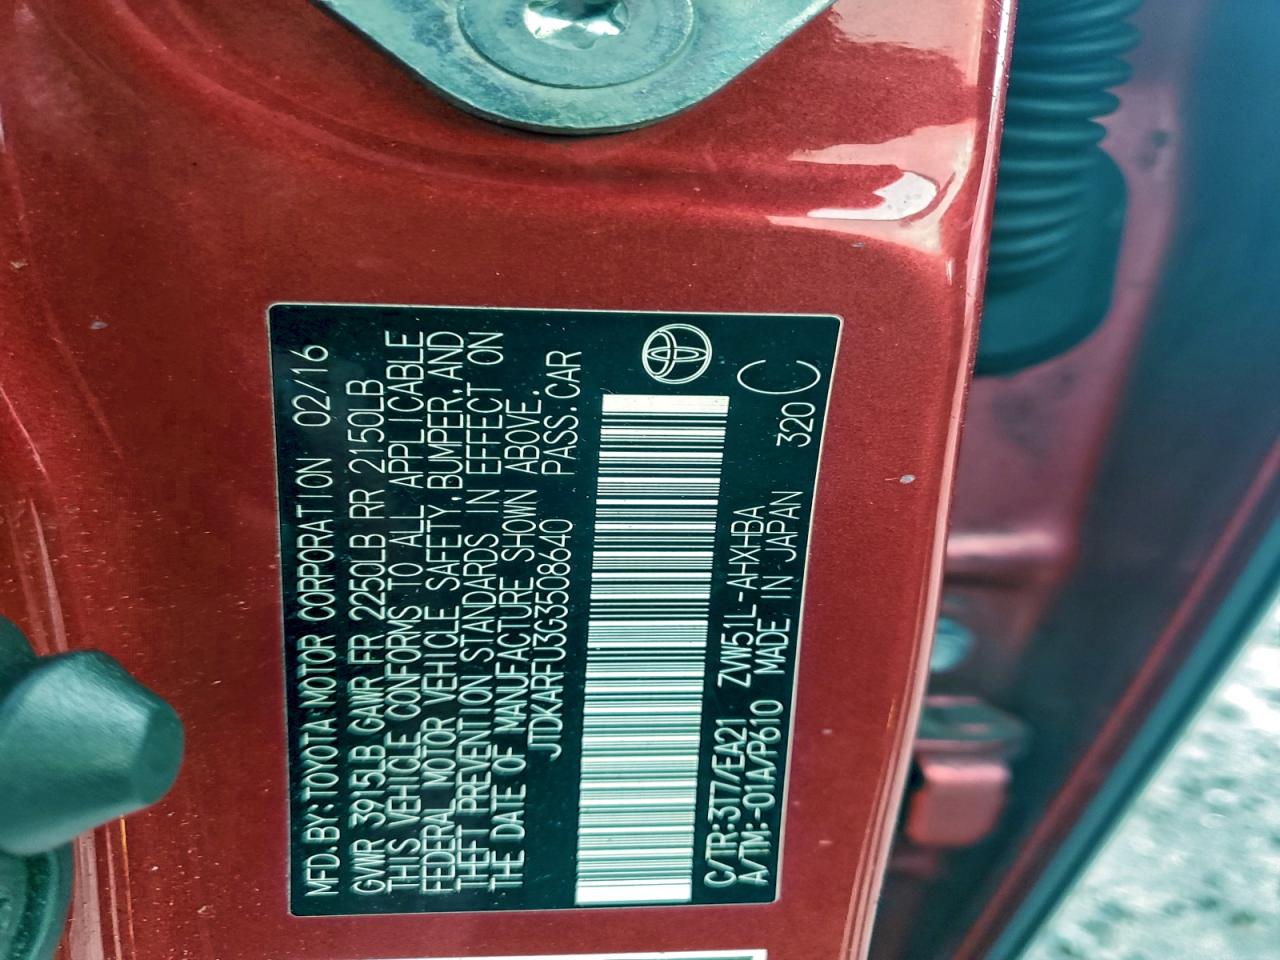 MFD.BY:TOYOTA MOTOR CORPORATION 02/16
GVWR 3915LB GAWR FR 2250LB RR 2150LB
THIS VEHICLE CONFORMS TO ALL APPLICABLE
FEDERAL MOTOR VEHICLE SAFETY,BUMPER,AND
THEFT PREVENTION STANDARDS IN EFFECT ON
THE DATE OF MANUFACTURE SHOWN ABOVE.
JTDKARFU3G3508640 PASS.CAR
C/TR:3T7/EA21 ZVW51L-AHXHBA
A/TM:-01A/P610 MADE IN JAPAN 320 C